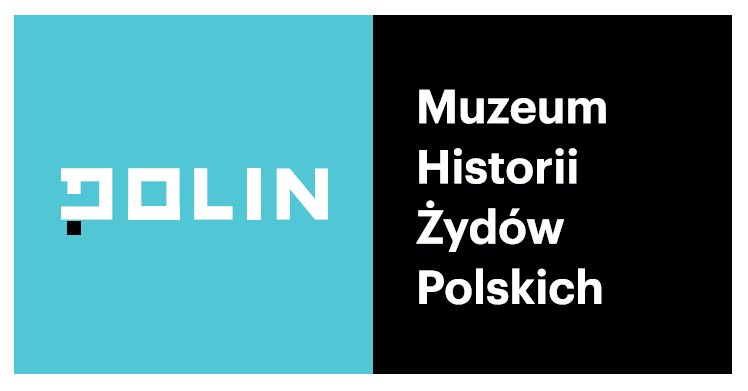 POLIN
Muzeum
Historii
Żydów
Polskich